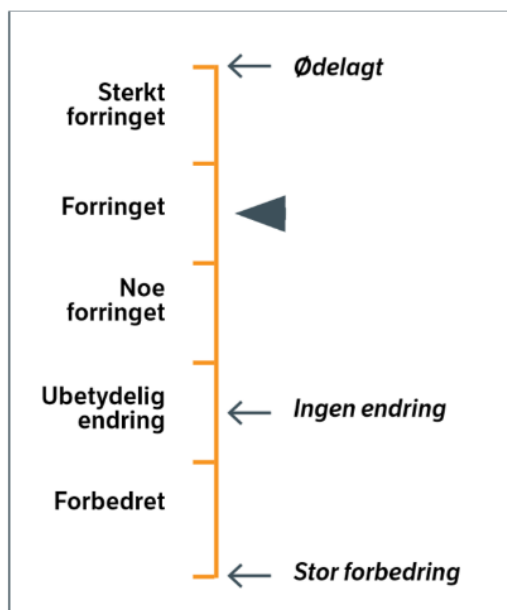 Ødelagt
Sterkt
forringet
Forringet
Noe
forringet
Ubetydelig
endring
Ingen endring
Forbedret
Stor forbedring